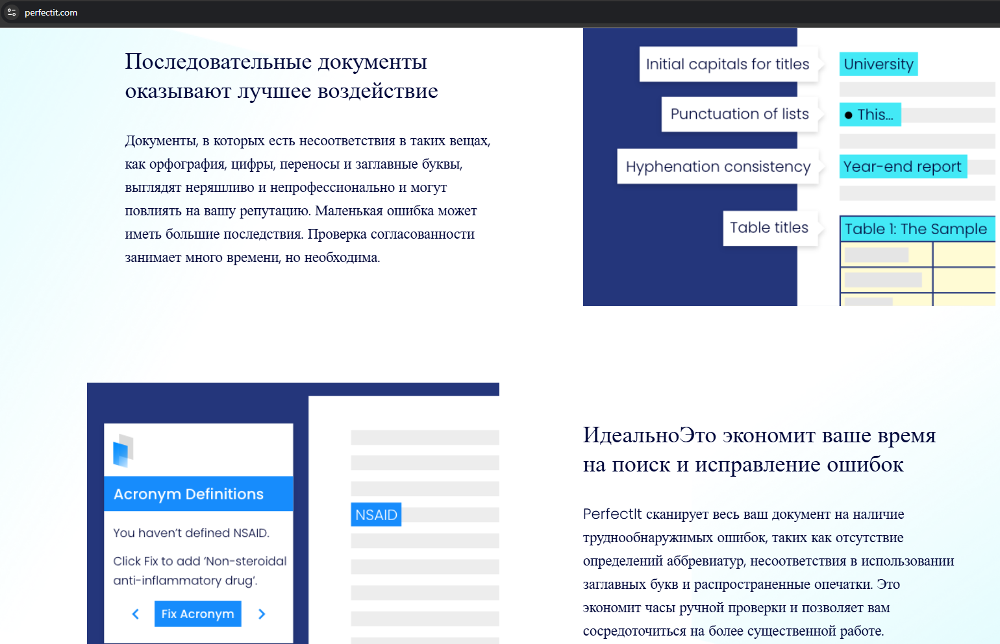 perfectit.com
Последовательные документы
оказывают лучшее воздействие
Документы, в которых есть несоответствия в таких вещах,
как орфография, цифры, переносы и заглавные буквы,
выглядят неряшливо и непрофессионально и могут
повлиять на вашу репутацию. Маленькая ошибка может
иметь большие последствия. Проверка согласованности
занимает много времени, но необходима.
Initial capitals for titles
University
Punctuation of lists
• This...
Hyphenation consistency
Year-end report
Table titles
Table 1: The Sample
Acronym Definitions
You haven't defined NSAID.
Click Fix to add ‘Non-steroidal
anti-inflammatory drug’.
Fix Acronym
NSAID
ИдеальноЭто экономит ваше время
на поиск и исправление ошибок
PerfectIt сканирует весь ваш документ на наличие
труднообнаружимых ошибок, таких как отсутствие
определений аббревиатур, несоответствия в использовании
заглавных букв и распространенные опечатки. Это
экономит часы ручной проверки и позволяет вам
сосредоточиться на более существенной работе.